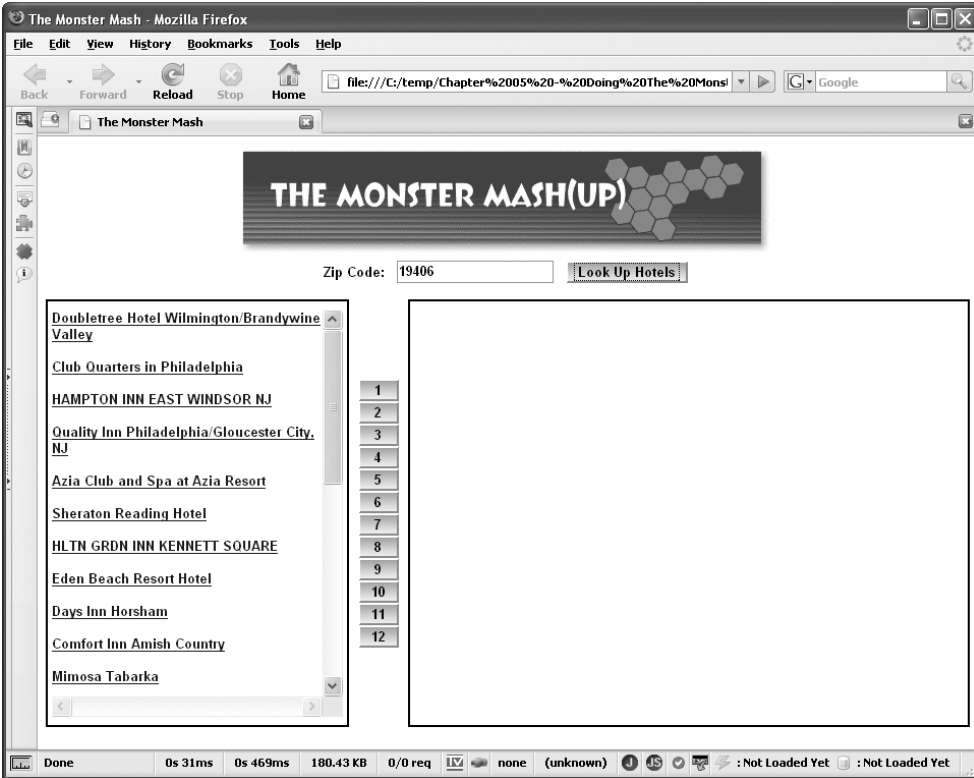 The Monster Mash - Mozilla Firefox
File Edit View History Bookmarks Tools Help
Back Forward Reload Stop Home
file:///C:/temp/Chapter%2005%20-%20Doing%20The%20Monsl
G Google
The Monster Mash
THE MONSTER MASH(UP)
Zip Code: 19406 Look Up Hotels
Doubletree Hotel Wilmington/Brandywine
Valley
Club Quarters in Philadelphia
HAMPTON INN EAST WINDSOR NJ
Quality Inn Philadelphia/Gloucester City,
NJ
Azia Club and Spa at Azia Resort
Sheraton Reading Hotel
HLTN GRDN INN KENNETT SQUARE
Eden Beach Resort Hotel
Days Inn Horsham
Comfort Inn Amish Country
Mimosa Tabarka
1
2
3
4
5
6
7
8
9
10
11
12
Done 0s 31ms 0s 469ms 180.43 KB 0/0 req none (unknown) J JS : Not Loaded Yet : Not Loaded Yet